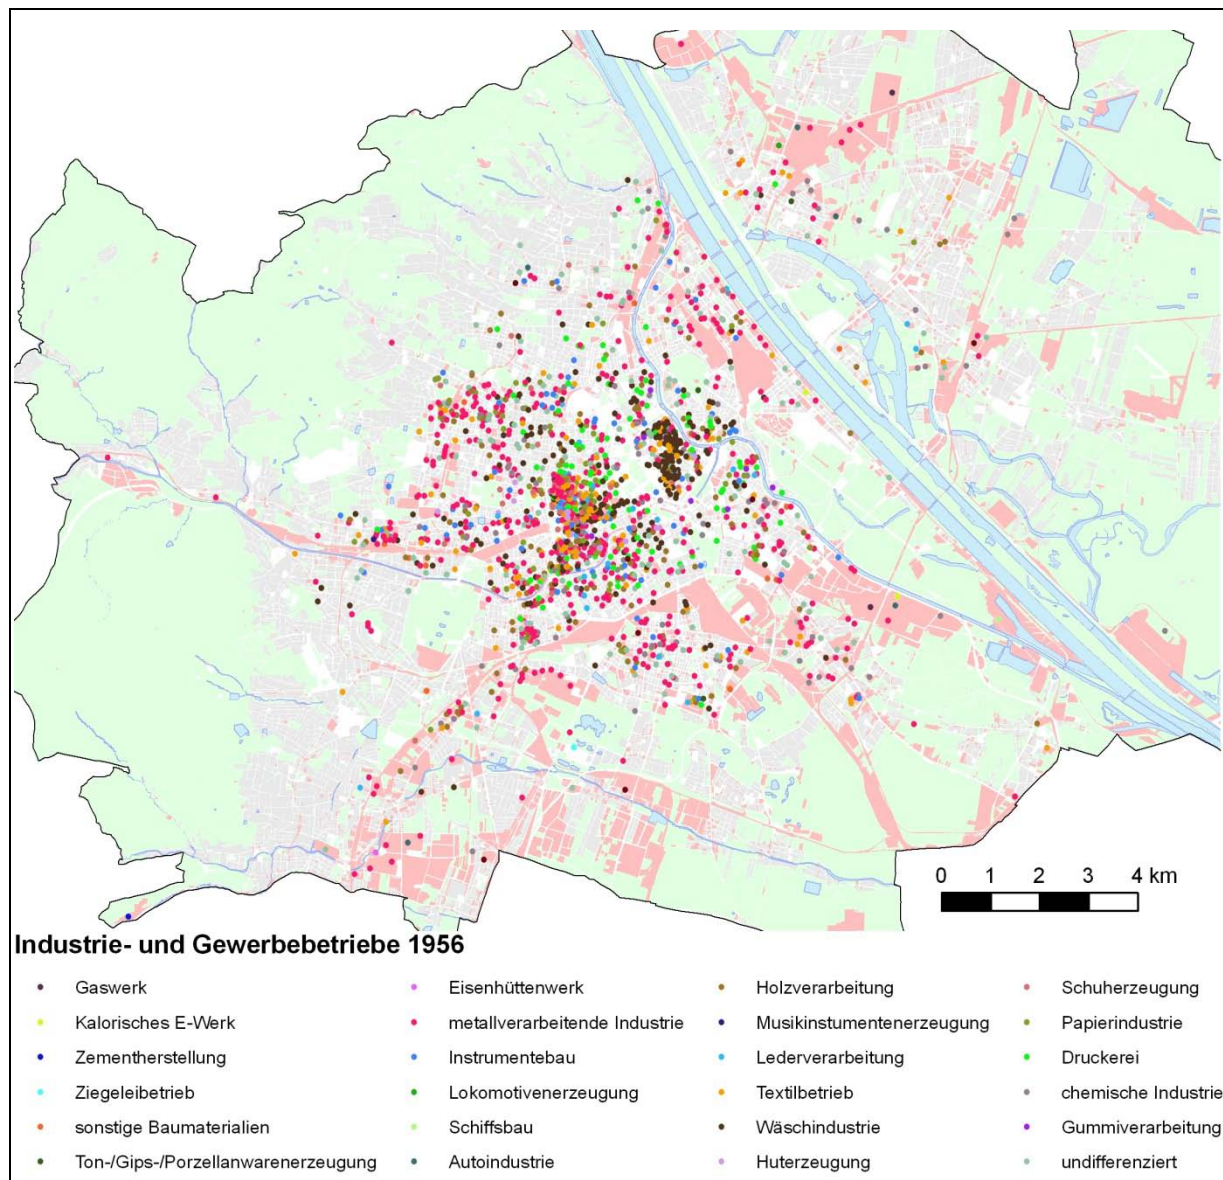 0 1 2 3 4 km
Industrie- und Gewerbebetriebe 1956
Gaswerk
Kalorisches E-Werk
Zementherstellung
Ziegeleibetrieb
sonstige Baumaterialien
Ton-/Gips-/Porzellanwarenerzeugung
Eisenhüttenwerk
metallverarbeitende Industrie
Instrumentebau
Lokomotivenerzeugung
Schiffsbau
Autoindustrie
Holzverarbeitung
Musikinstumentenerzeugung
Lederverarbeitung
Textilbetrieb
Wäschindustrie
Huterzeugung
Schuherzeugung
Papierindustrie
Druckerei
chemische Industrie
Gummiverarbeitung
undifferenziert